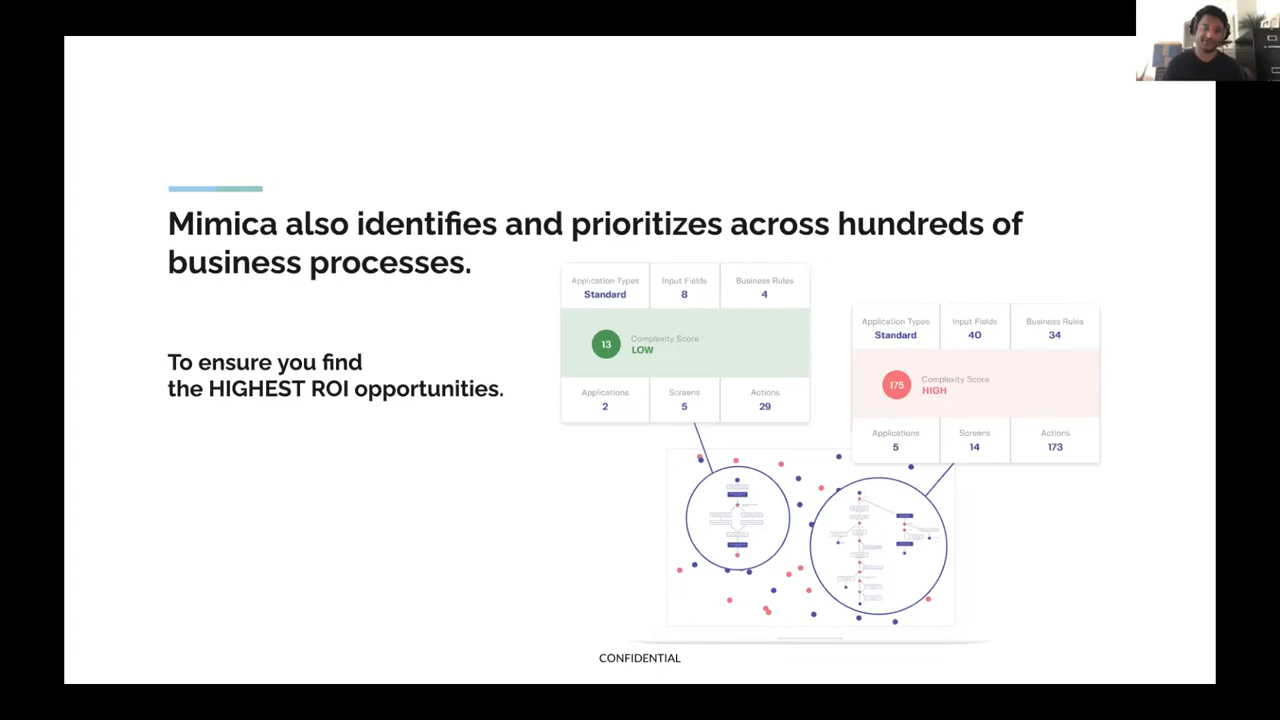 Mimica also identifies and prioritizes across hundreds of
business processes.
To ensure you find
the HIGHEST ROI opportunities.
Application Types
Standard
Input Fields
8
Business Rules
4
13
Complexity Score
LOW
Applications
2
Screens
5
Actions
29
Application Types
Standard
Input Fields
40
Business Rules
34
175
Complexity Score
HIGH
Applications
5
Screens
14
Actions
173
CONFIDENTIAL